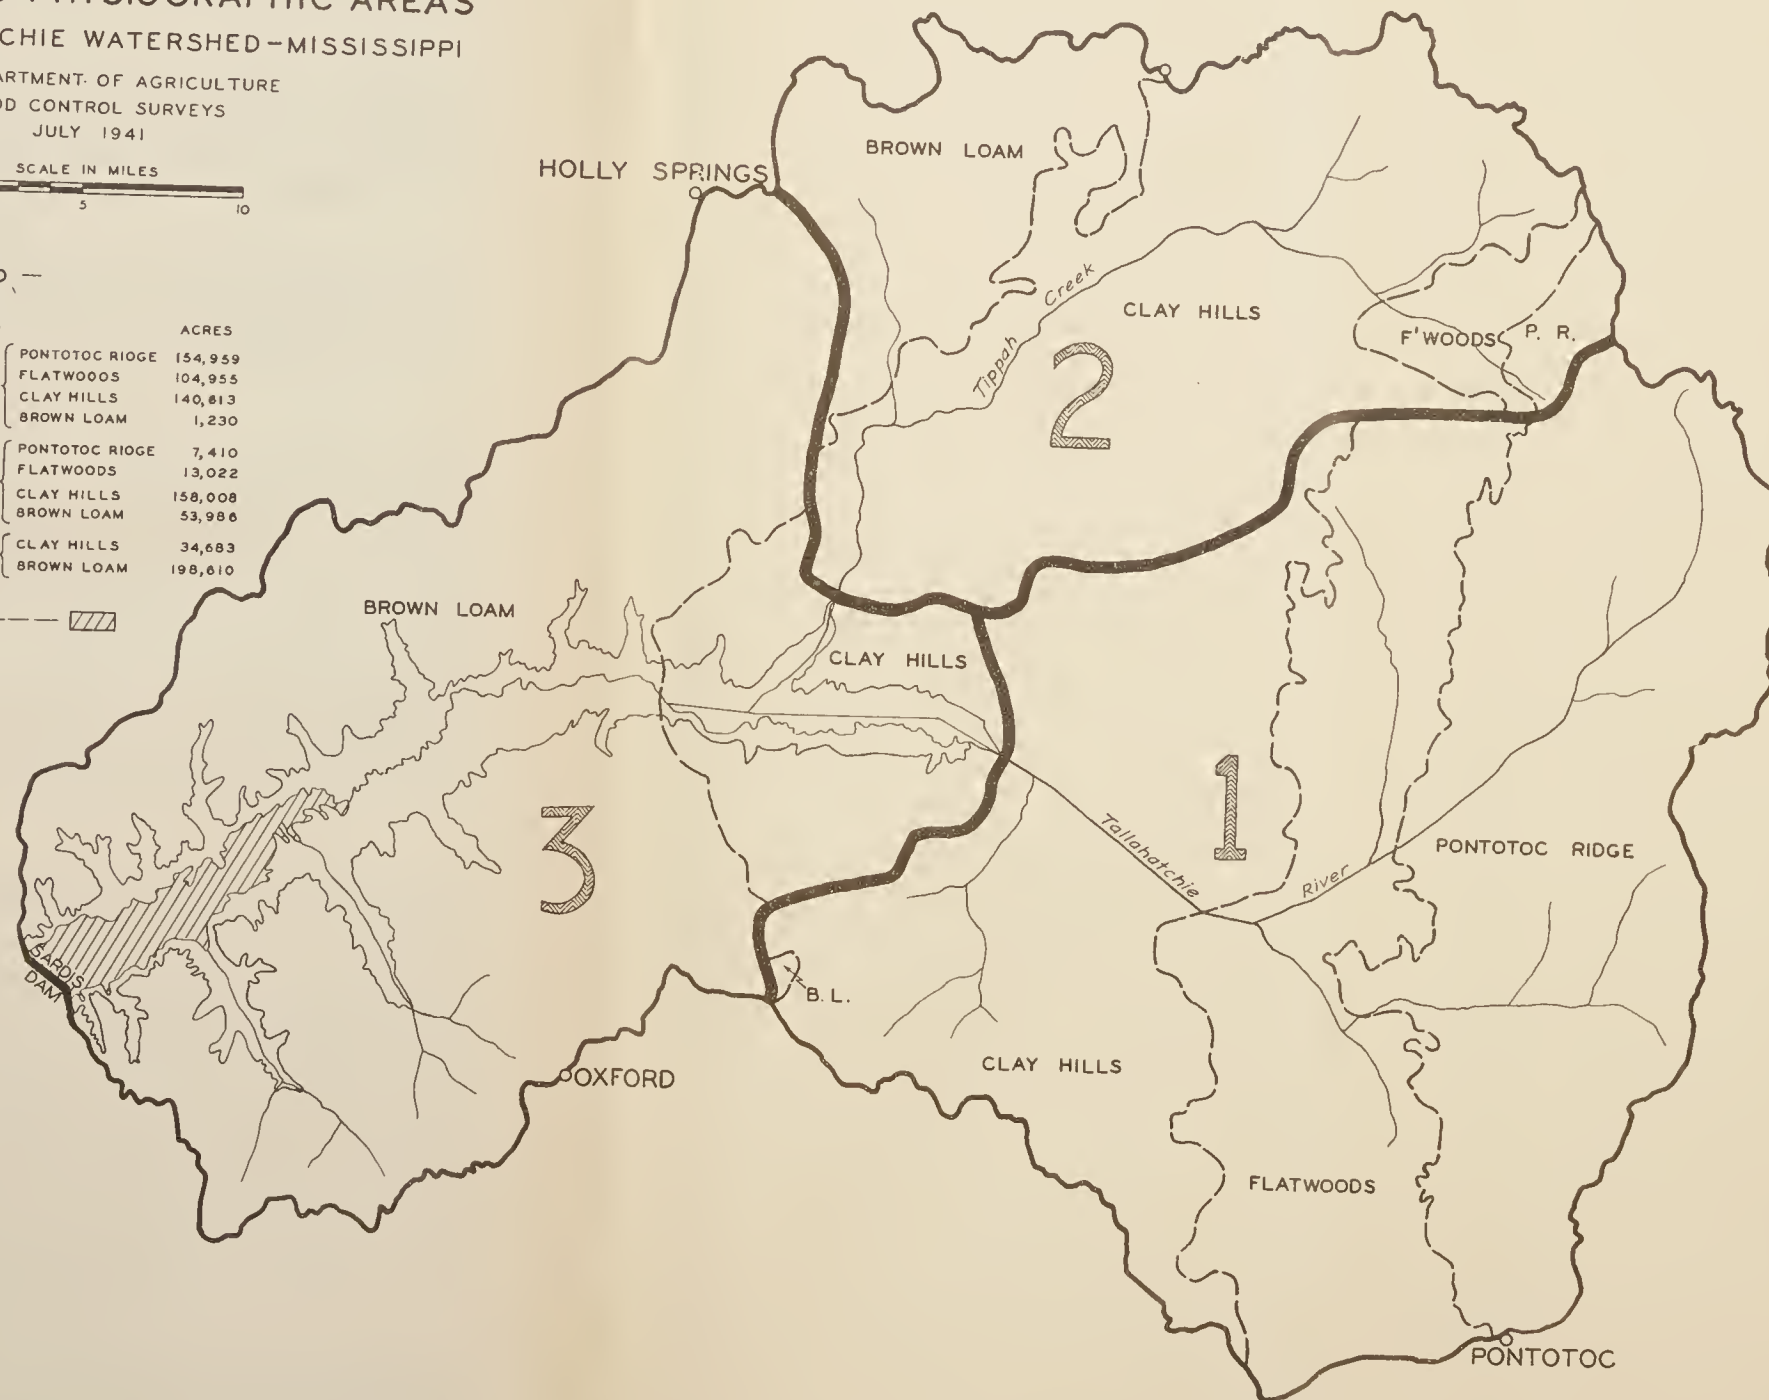 PHYSIOGRAPHIC AREAS
CHIE WATERSHED-MISSISSIPPI
ARTMENT OF AGRICULTURE
OD CONTROL SURVEYS
JULY 1941
SCALE IN MILES
5 10
ACRES
PONTOTOC RIDGE 154,959
FLATWOODS 104,955
CLAY HILLS 140,613
BROWN LOAM 1,230
PONTOTOC RIDGE 7,410
FLATWOODS 13,022
CLAY HILLS 158,008
BROWN LOAM 53,986
CLAY HILLS 34,683
BROWN LOAM 198,610
HOLLY SPRINGS
BROWN LOAM
Tippah Creek
CLAY HILLS
F'WOODS
P. R.
2
BROWN LOAM
CLAY HILLS
3
1
Tallahatchie River
PONTOTOC RIDGE
SARDIS
DAM
B. L.
CLAY HILLS
OXFORD
FLATWOODS
PONTOTOC